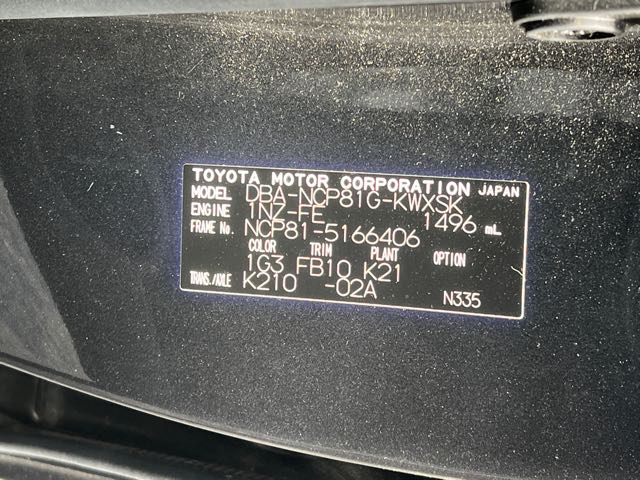 TOYOTA MOTOR CORPORATION JAPAN
MODEL DBA-NCP81G-KWXSK
ENGINE 1NZ-FE 1496 mL
FRAME No. NCP81-5166406
COLOR TRIM PLANT OPTION
1G3 FB10 K21
TRANS./AXLE K210 -02A N335